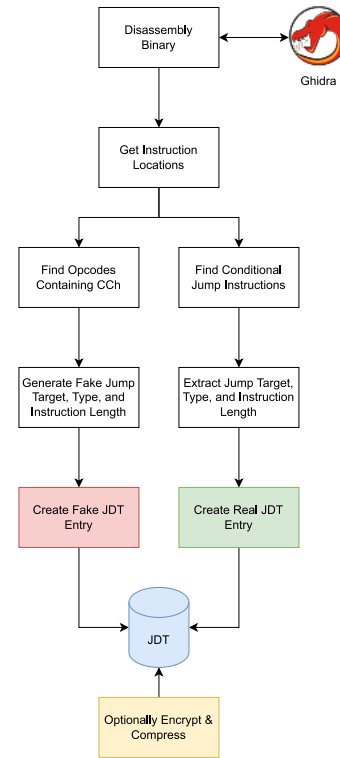 Disassembly
Binary
Ghidra
Get Instruction
Locations
Find Opcodes
Containing CCh
Find Conditional
Jump Instructions
Generate Fake Jump
Target, Type, and
Instruction Length
Extract Jump Target,
Type, and Instruction
Length
Create Fake JDT
Entry
Create Real JDT
Entry
JDT
Optionally Encrypt &
Compress